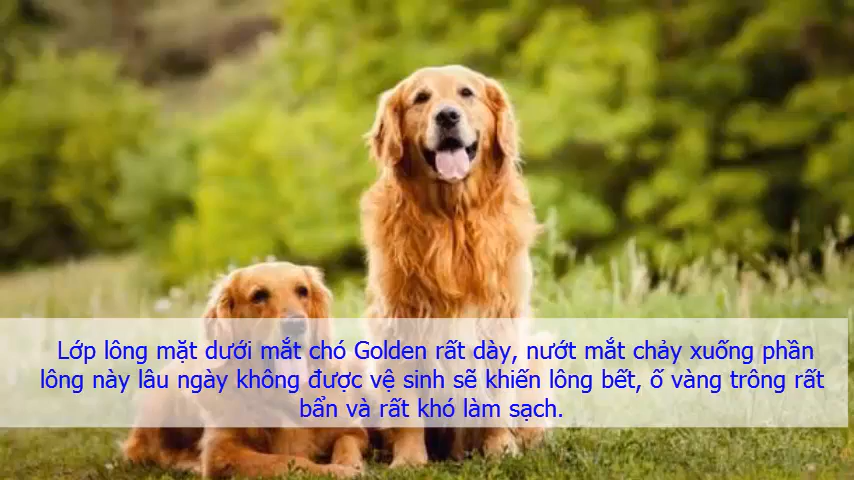 Lớp lông mặt dưới mắt chó Golden rất dày, nướt mắt chảy xuống phần
lông này lâu ngày không được vệ sinh sẽ khiến lông bết, ố vàng trông rất
bẩn và rất khó làm sạch.